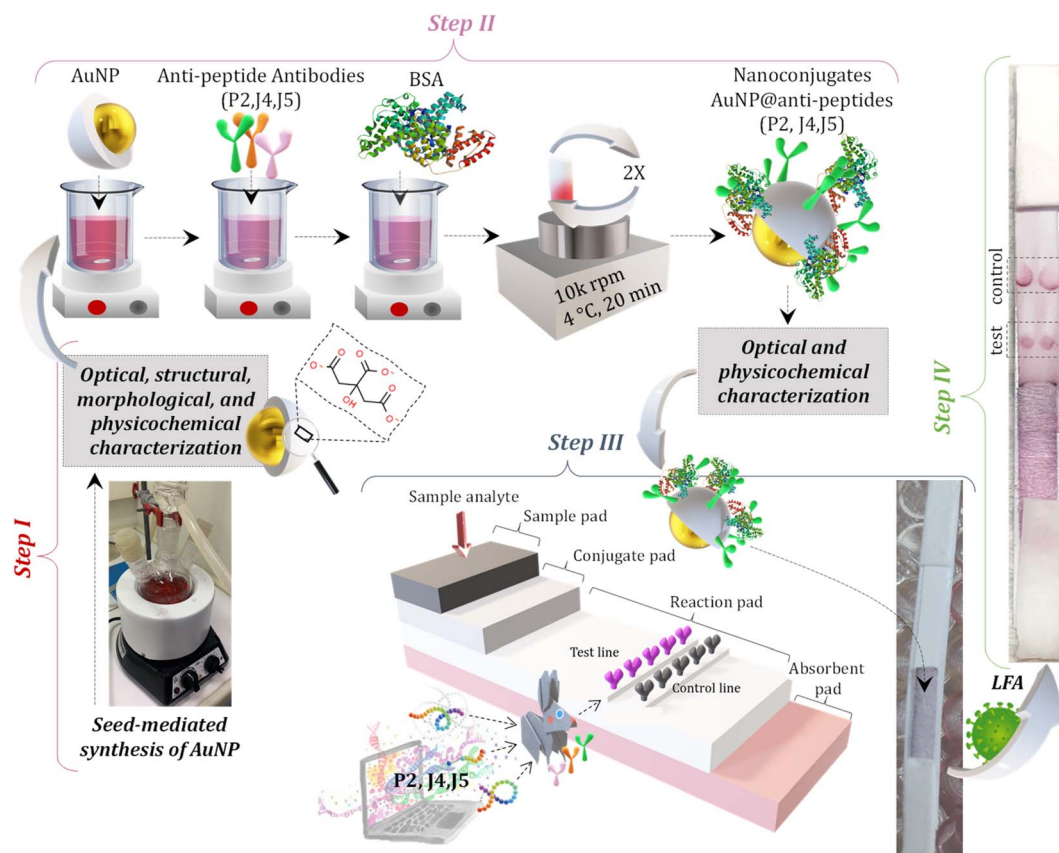 Step II
AuNP
Anti-peptide Antibodies
(P2,J4,J5)
BSA
Nanoconjugates
AuNP@anti-peptides
(P2, J4,J5)
2X
10k rpm
4 °C, 20 min
control
test
Step IV
Optical, structural,
morphological, and
physicochemical
characterization
O
O-
O
O-
OH
O
O-
Optical and
physicochemical
characterization
Step III
Step I
Sample analyte
Sample pad
Conjugate pad
Reaction pad
Test line
Control line
Absorbent
pad
LFA
Seed-mediated
synthesis of AuNP
P2, J4,J5